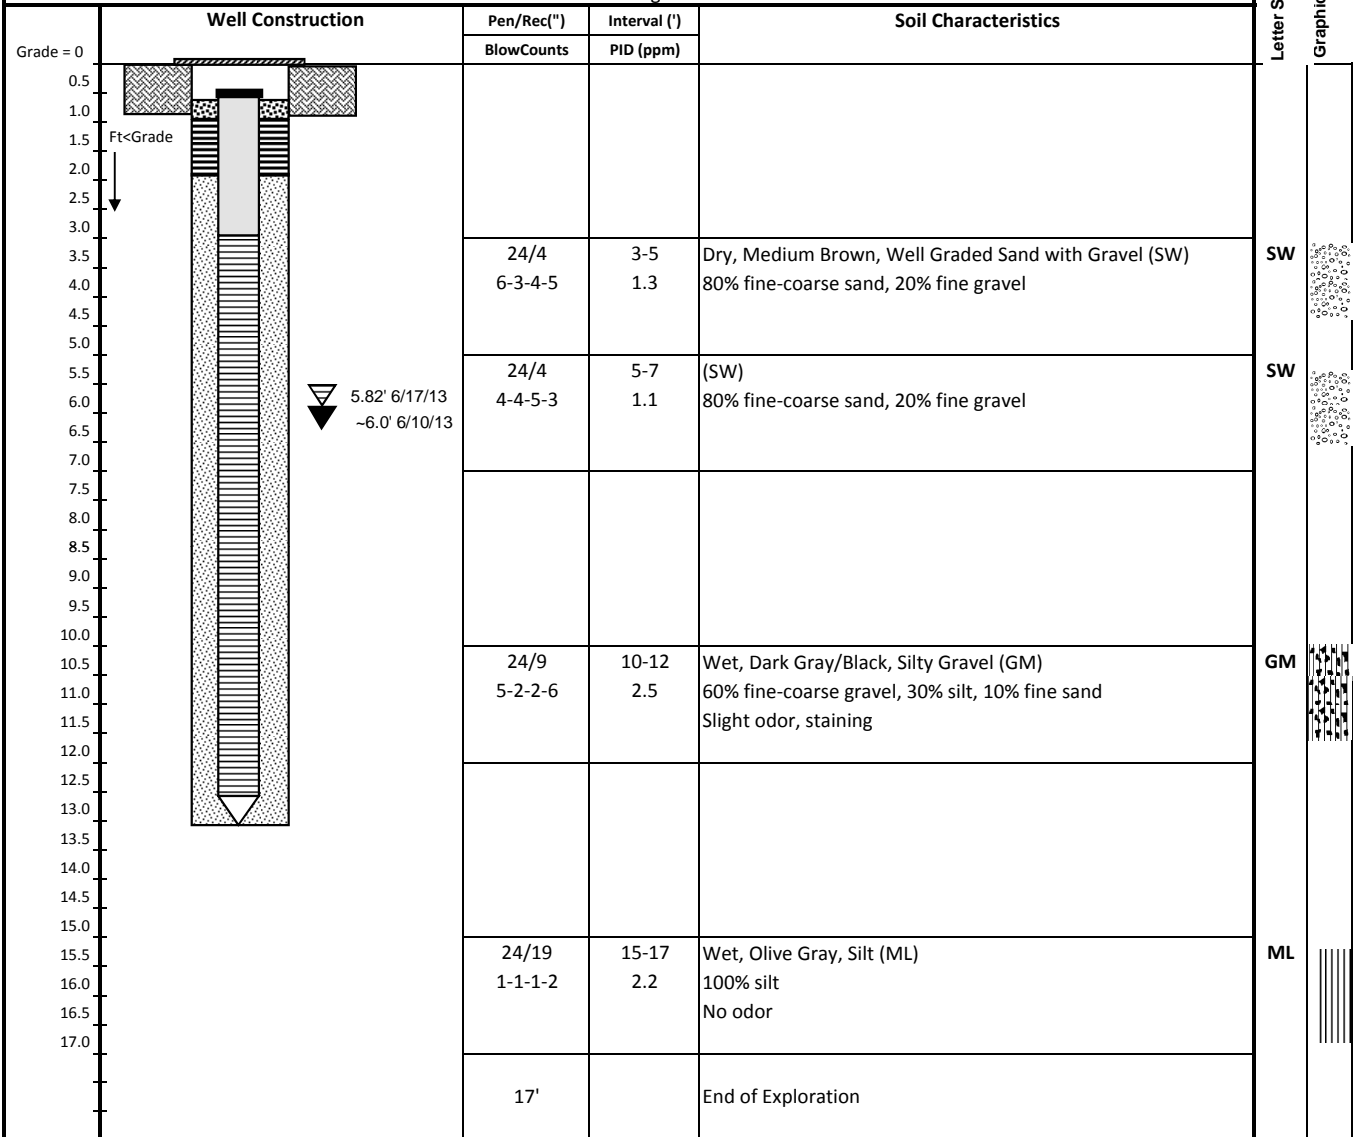 Well Construction Pen/Rec(") Interval (') Soil Characteristics
Grade = 0 BlowCounts PID (ppm)
Letter S
Graphic
0.5
1.0
1.5 Ft<Grade
2.0
2.5
3.0
3.5 24/4 3-5 Dry, Medium Brown, Well Graded Sand with Gravel (SW) SW
4.0 6-3-4-5 1.3 80% fine-coarse sand, 20% fine gravel
4.5
5.0
5.5 24/4 5-7 (SW) SW
5.82' 6/17/13
6.0 4-4-5-3 1.1 80% fine-coarse sand, 20% fine gravel
~6.0' 6/10/13
6.5
7.0
7.5
8.0
8.5
9.0
9.5
10.0
10.5 24/9 10-12 Wet, Dark Gray/Black, Silty Gravel (GM) GM
11.0 5-2-2-6 2.5 60% fine-coarse gravel, 30% silt, 10% fine sand
11.5 Slight odor, staining
12.0
12.5
13.0
13.5
14.0
14.5
15.0
15.5 24/19 15-17 Wet, Olive Gray, Silt (ML) ML
16.0 1-1-1-2 2.2 100% silt
16.5 No odor
17.0
17' End of Exploration